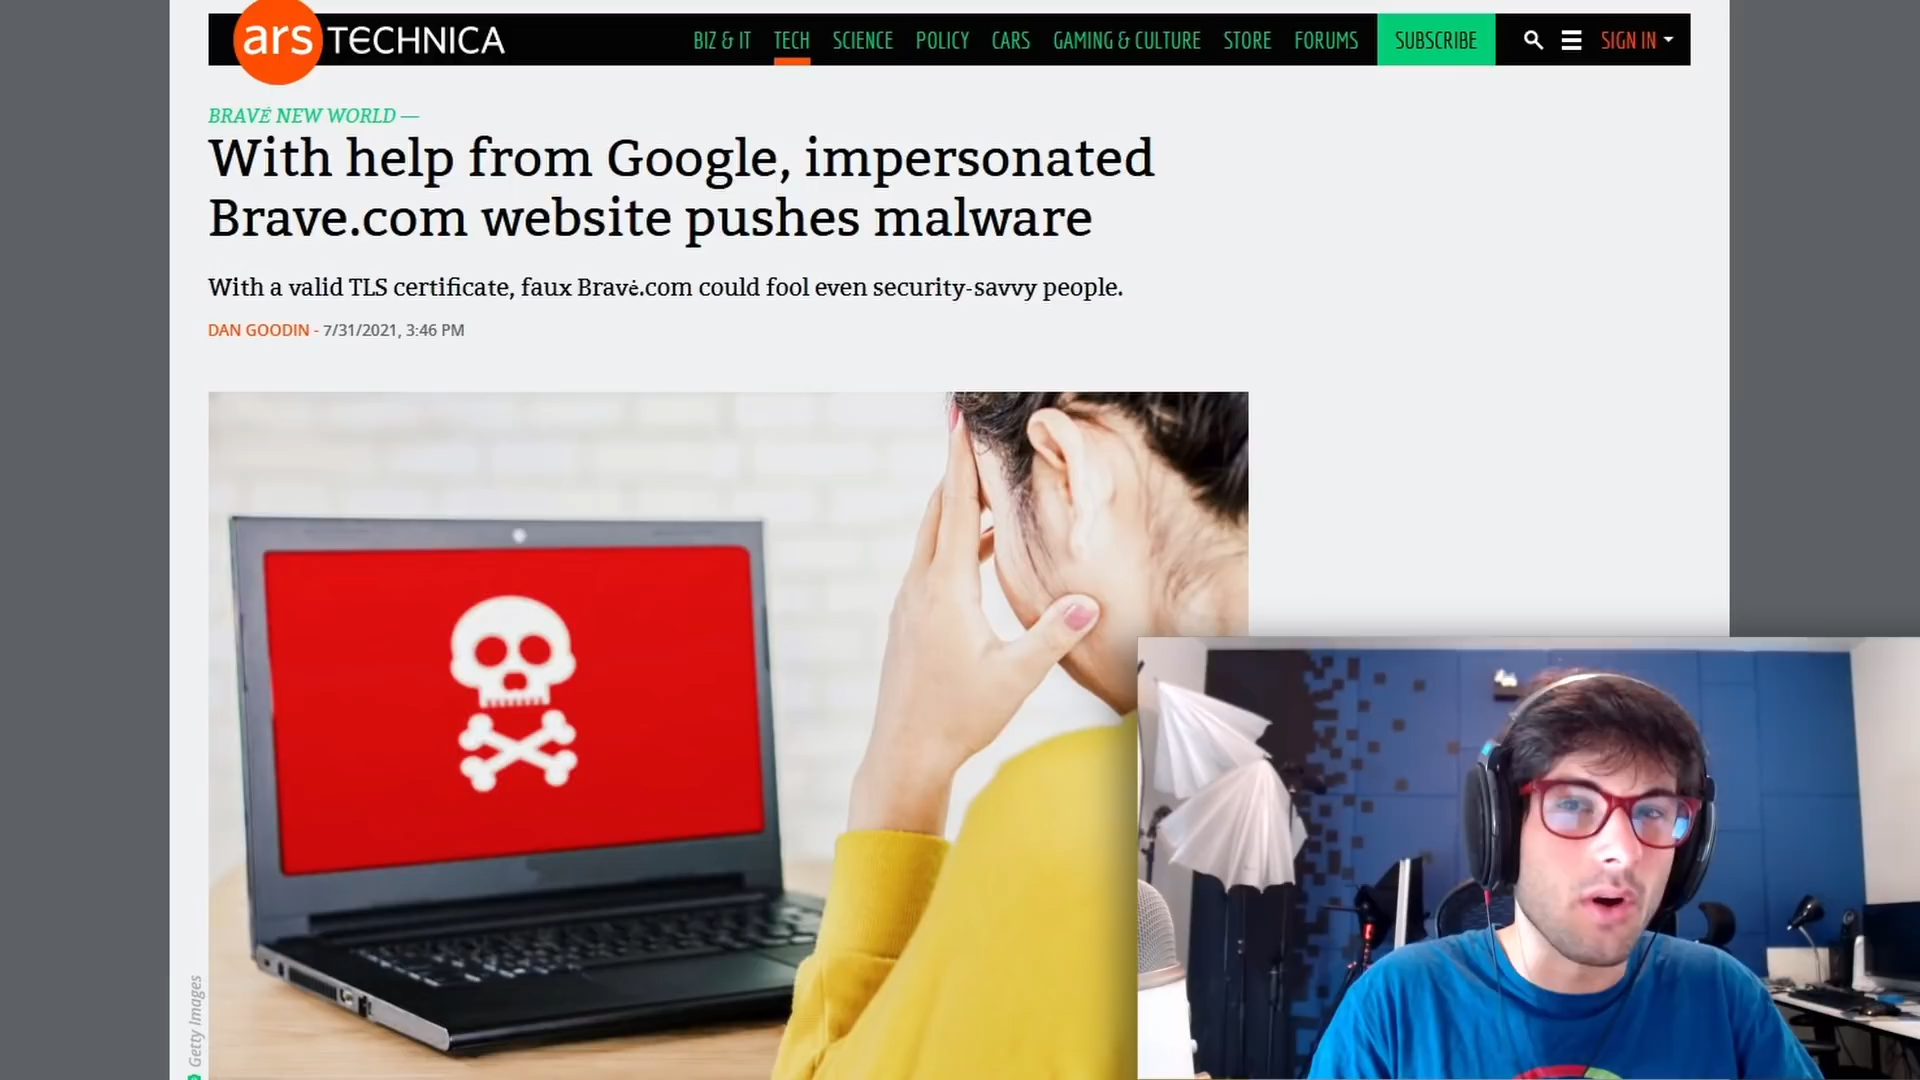 ars TECHNICA
BIZ & IT TECH SCIENCE POLICY CARS GAMING & CULTURE STORE FORUMS SUBSCRIBE SIGN IN
BRAVĖ NEW WORLD —
With help from Google, impersonated
Brave.com website pushes malware
With a valid TLS certificate, faux Bravė.com could fool even security-savvy people.
DAN GOODIN - 7/31/2021, 3:46 PM
Getty Images